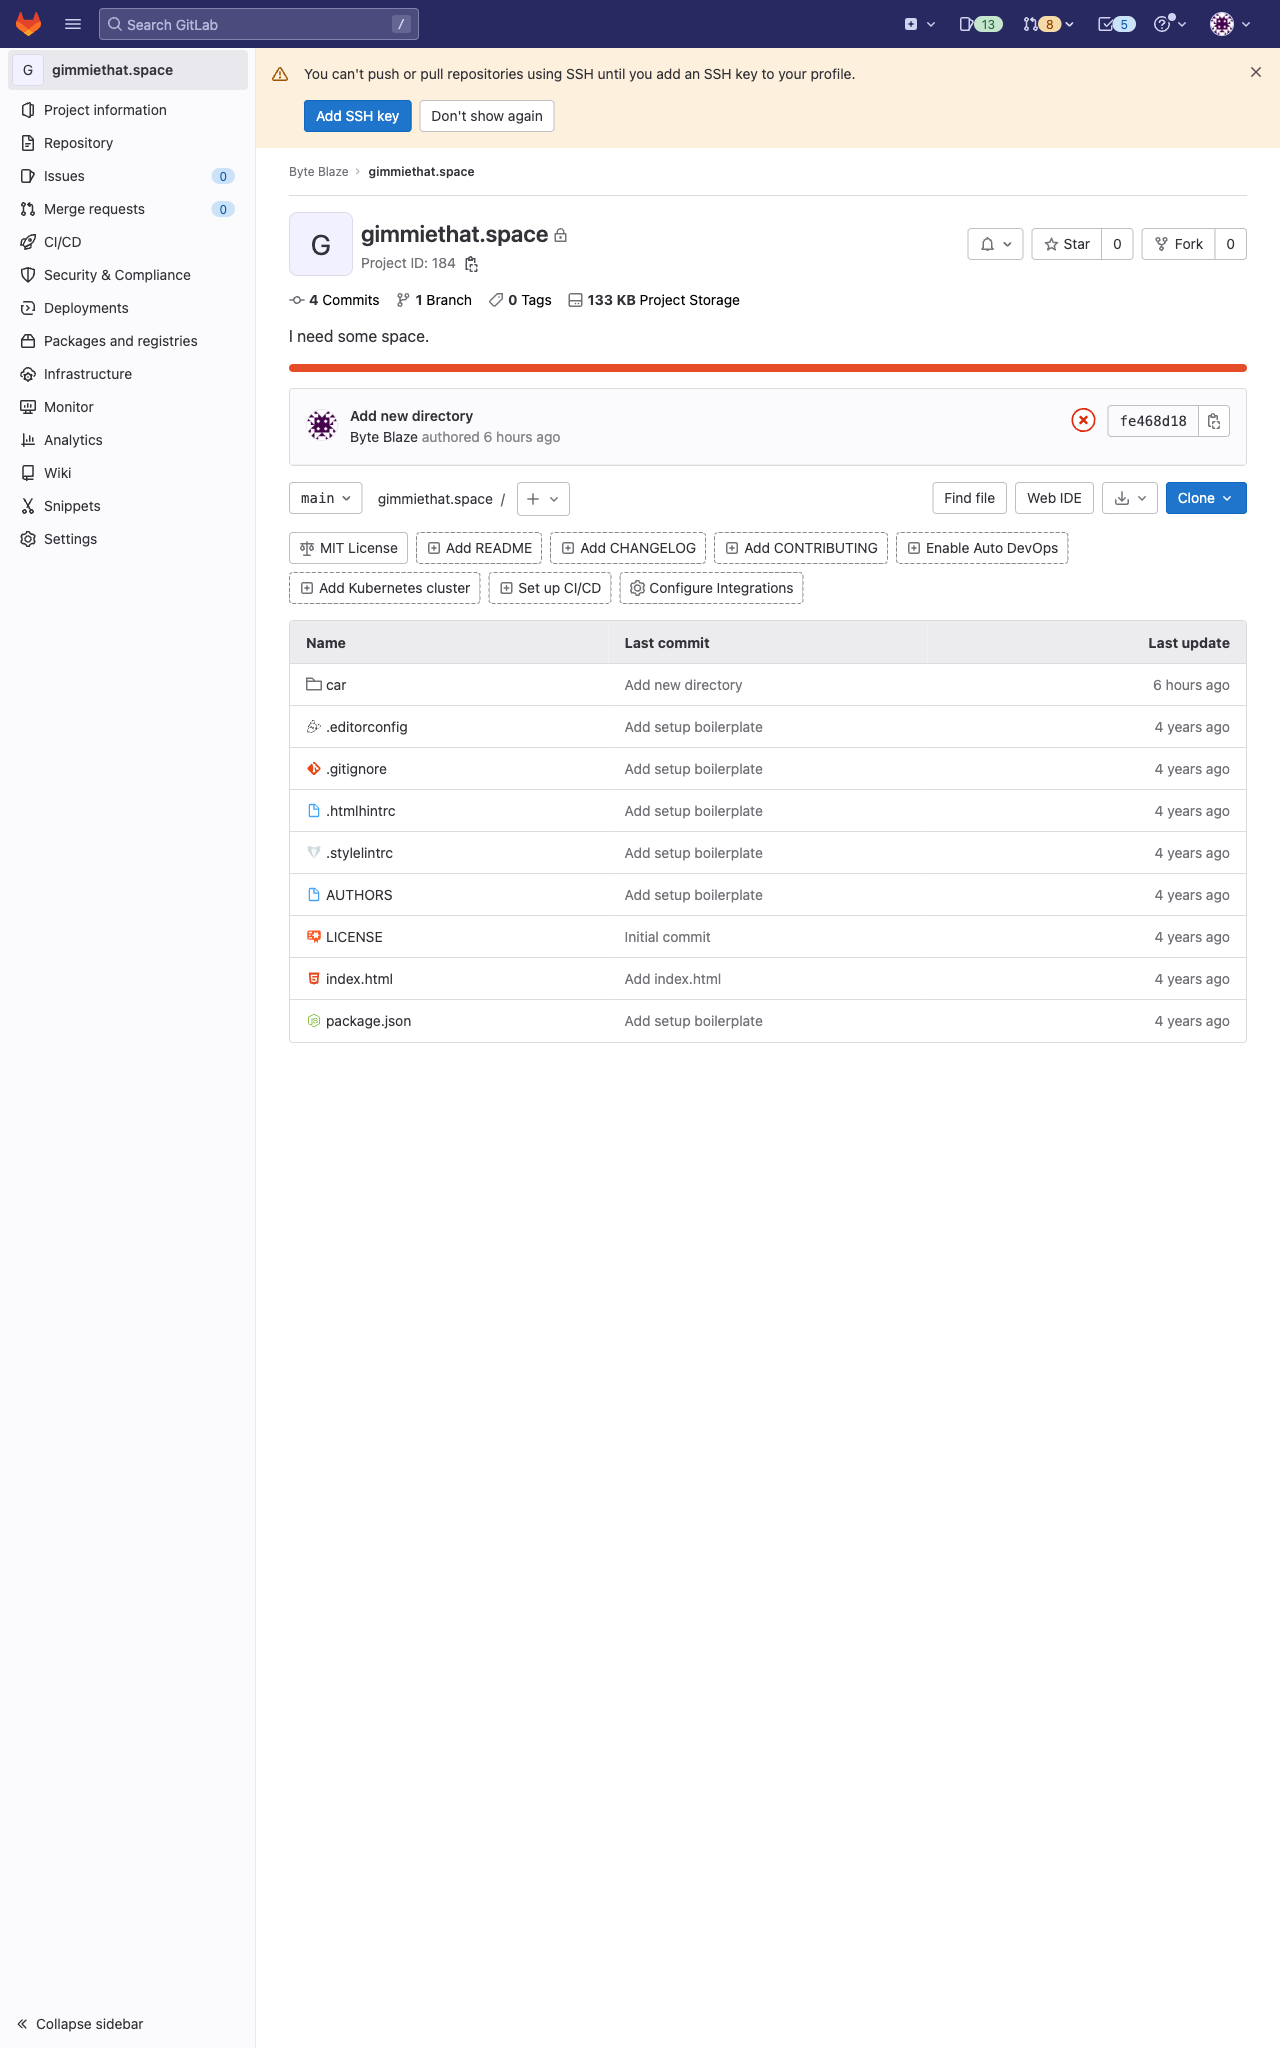 Search GitLab /
13 8 5
G gimmiethat.space
Project information
Repository
Issues 0
Merge requests 0
CI/CD
Security & Compliance
Deployments
Packages and registries
Infrastructure
Monitor
Analytics
Wiki
Snippets
Settings
Collapse sidebar
You can't push or pull repositories using SSH until you add an SSH key to your profile.
Add SSH key Don't show again
Byte Blaze gimmiethat.space
G
gimmiethat.space
Project ID: 184
Star 0 Fork 0
4 Commits 1 Branch 0 Tags 133 KB Project Storage
I need some space.
Add new directory
Byte Blaze authored 6 hours ago
fe468d18
main gimmiethat.space / Find file Web IDE Clone
MIT License Add README Add CHANGELOG Add CONTRIBUTING Enable Auto DevOps
Add Kubernetes cluster Set up CI/CD Configure Integrations
Name Last commit Last update
car Add new directory 6 hours ago
.editorconfig Add setup boilerplate 4 years ago
.gitignore Add setup boilerplate 4 years ago
.htmlhintrc Add setup boilerplate 4 years ago
.stylelintrc Add setup boilerplate 4 years ago
AUTHORS Add setup boilerplate 4 years ago
LICENSE Initial commit 4 years ago
index.html Add index.html 4 years ago
package.json Add setup boilerplate 4 years ago